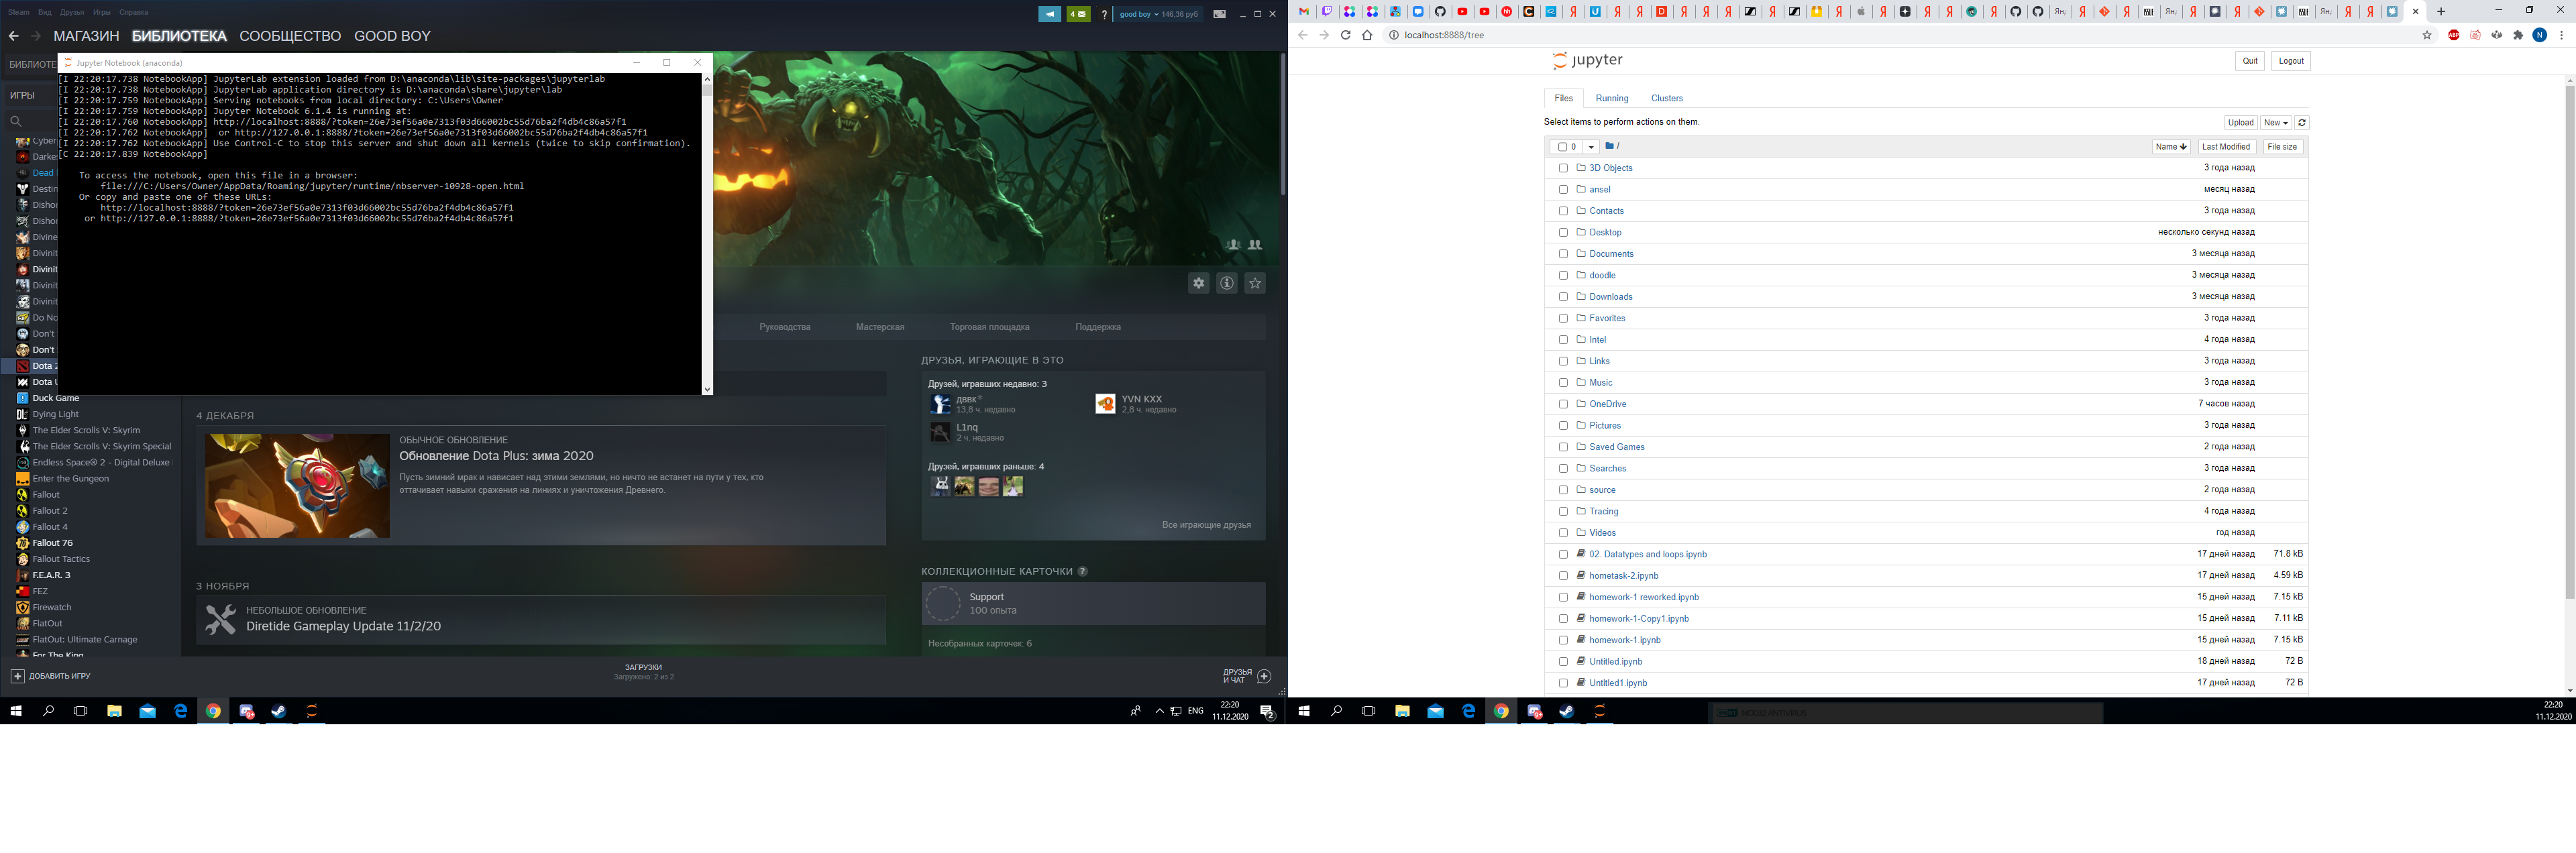 Steam Вид Друзья Игры Справка
4
?
good boy
146,36 руб
МАГАЗИН БИБЛИОТЕКА СООБЩЕСТВО GOOD BOY
БИБЛИОТЕ
ИГРЫ
Jupyter Notebook (anaconda)
[I 22:20:17.738 NotebookApp] JupyterLab extension loaded from D:\anaconda\lib\site-packages\jupyterlab
[I 22:20:17.738 NotebookApp] JupyterLab application directory is D:\anaconda\share\jupyter\lab
[I 22:20:17.759 NotebookApp] Serving notebooks from local directory: C:\Users\Owner
[I 22:20:17.759 NotebookApp] Jupyter Notebook 6.1.4 is running at:
[I 22:20:17.760 NotebookApp] http://localhost:8888/?token=26e73ef56a0e7313f03d66002bc55d76ba2f4db4c86a57f1
[I 22:20:17.762 NotebookApp]  or http://127.0.0.1:8888/?token=26e73ef56a0e7313f03d66002bc55d76ba2f4db4c86a57f1
[I 22:20:17.762 NotebookApp] Use Control-C to stop this server and shut down all kernels (twice to skip confirmation).
[C 22:20:17.839 NotebookApp]
To access the notebook, open this file in a browser:
file:///C:/Users/Owner/AppData/Roaming/jupyter/runtime/nbserver-10928-open.html
Or copy and paste one of these URLs:
http://localhost:8888/?token=26e73ef56a0e7313f03d66002bc55d76ba2f4db4c86a57f1
or http://127.0.0.1:8888/?token=26e73ef56a0e7313f03d66002bc55d76ba2f4db4c86a57f1
Cyber
Darke
Dead
Destin
Dishor
Dishor
Divine
Divinit
Divinit
Divinit
Divinit
Do No
Don't
Don't
Dota 2
Dota U
Duck Game
Dying Light
The Elder Scrolls V: Skyrim
The Elder Scrolls V: Skyrim Special
Endless Space® 2 - Digital Deluxe
Enter the Gungeon
Fallout
Fallout 2
Fallout 4
Fallout 76
Fallout Tactics
F.E.A.R. 3
FEZ
Firewatch
FlatOut
FlatOut: Ultimate Carnage
For The King
Руководства Мастерская Торговая площадка Поддержка
4 ДЕКАБРЯ
ОБЫЧНОЕ ОБНОВЛЕНИЕ
Обновление Dota Plus: зима 2020
Пусть зимний мрак и нависает над этими землями, но ничто не встанет на пути у тех, кто
оттачивает навыки сражения на линиях и уничтожения Древнего.
3 НОЯБРЯ
НЕБОЛЬШОЕ ОБНОВЛЕНИЕ
Diretide Gameplay Update 11/2/20
ДРУЗЬЯ, ИГРАЮЩИЕ В ЭТО
Друзей, игравших недавно: 3
дввк
13,8 ч. недавно
YVN KXX
2,8 ч. недавно
L1nq
2 ч. недавно
Друзей, игравших раньше: 4
Все играющие друзья
КОЛЛЕКЦИОННЫЕ КАРТОЧКИ ?
Support
100 опыта
Несобранных карточек: 6
ДОБАВИТЬ ИГРУ
ЗАГРУЗКИ
Загружено: 2 из 2
ДРУЗЬЯ
И ЧАТ
ENG
22:20
11.12.2020
2
localhost:8888/tree
ABP
N
jupyter
Quit
Logout
Files Running Clusters
Select items to perform actions on them.
Upload New
0
/
Name Last Modified File size
3D Objects 3 года назад
ansel месяц назад
Contacts 3 года назад
Desktop несколько секунд назад
Documents 3 месяца назад
doodle 3 месяца назад
Downloads 3 месяца назад
Favorites 3 года назад
Intel 4 года назад
Links 3 года назад
Music 3 года назад
OneDrive 7 часов назад
Pictures 3 года назад
Saved Games 2 года назад
Searches 3 года назад
source 2 года назад
Tracing 4 года назад
Videos год назад
02. Datatypes and loops.ipynb 17 дней назад 71.8 kB
hometask-2.ipynb 17 дней назад 4.59 kB
homework-1 reworked.ipynb 15 дней назад 7.15 kB
homework-1-Copy1.ipynb 15 дней назад 7.11 kB
homework-1.ipynb 15 дней назад 7.15 kB
Untitled.ipynb 18 дней назад 72 B
Untitled1.ipynb 17 дней назад 72 B
NOD32 ANTIVIRUS
22:20
11.12.2020